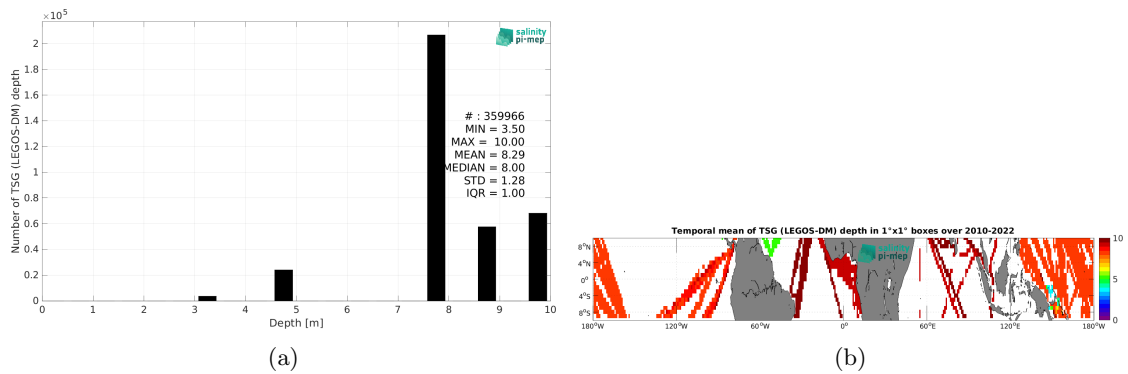 ×10⁵
2
1.8
1.6
1.4
1.2
1
0.8
0.6
0.4
0.2
0
Number of TSG (LEGOS-DM) depth
salinity
pi-mep
# : 359966
MIN = 3.50
MAX = 10.00
MEAN = 8.29
MEDIAN = 8.00
STD = 1.28
IQR = 1.00
0 1 2 3 4 5 6 7 8 9 10
Depth [m]
(a)
Temporal mean of TSG (LEGOS-DM) depth in 1°x1° boxes over 2010-2022
salinity
pi-mep
8°N
4°N
0°
4°S
8°S
180°W 120°W 60°W 0° 60°E 120°E 180°W
10
5
0
(b)